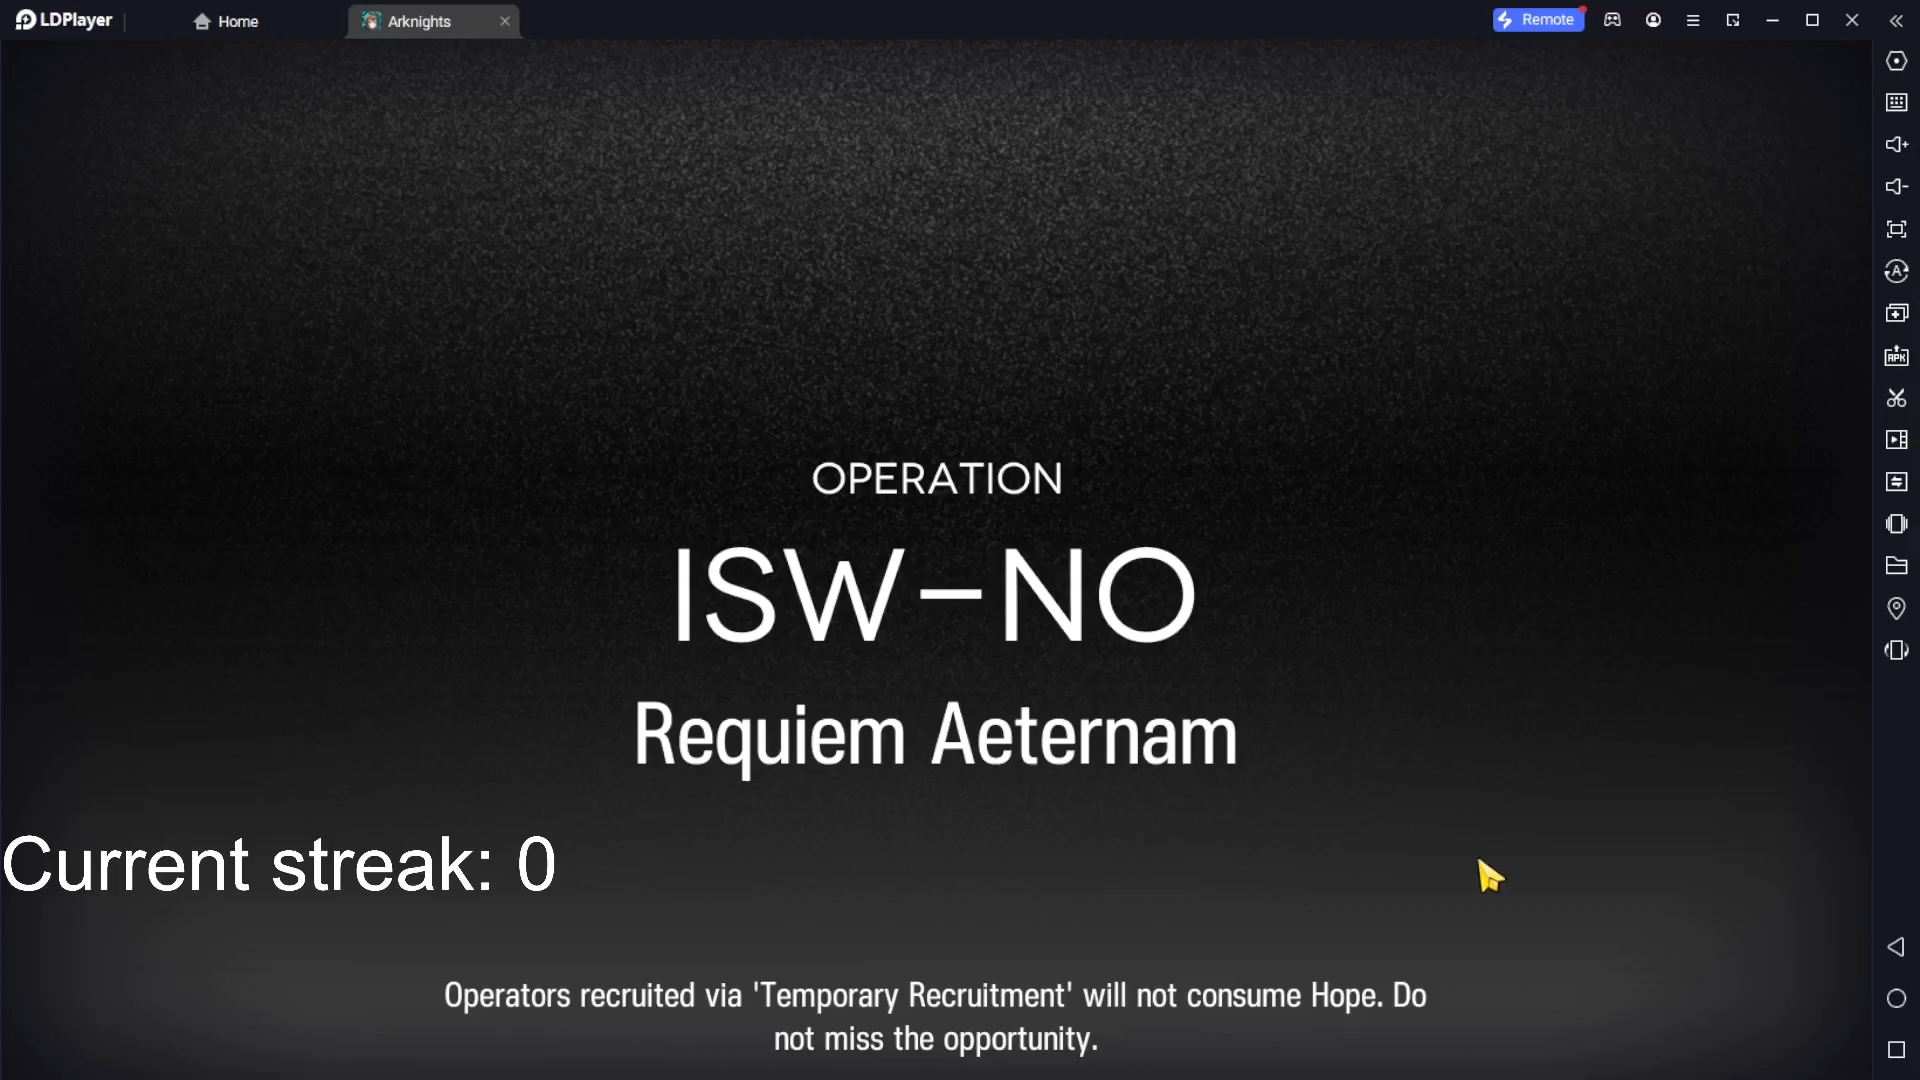 LDPlayer
Home
Arknights
Remote
APK
OPERATION
ISW-NO
Requiem Aeternam
Current streak: 0
Operators recruited via 'Temporary Recruitment' will not consume Hope. Do
not miss the opportunity.